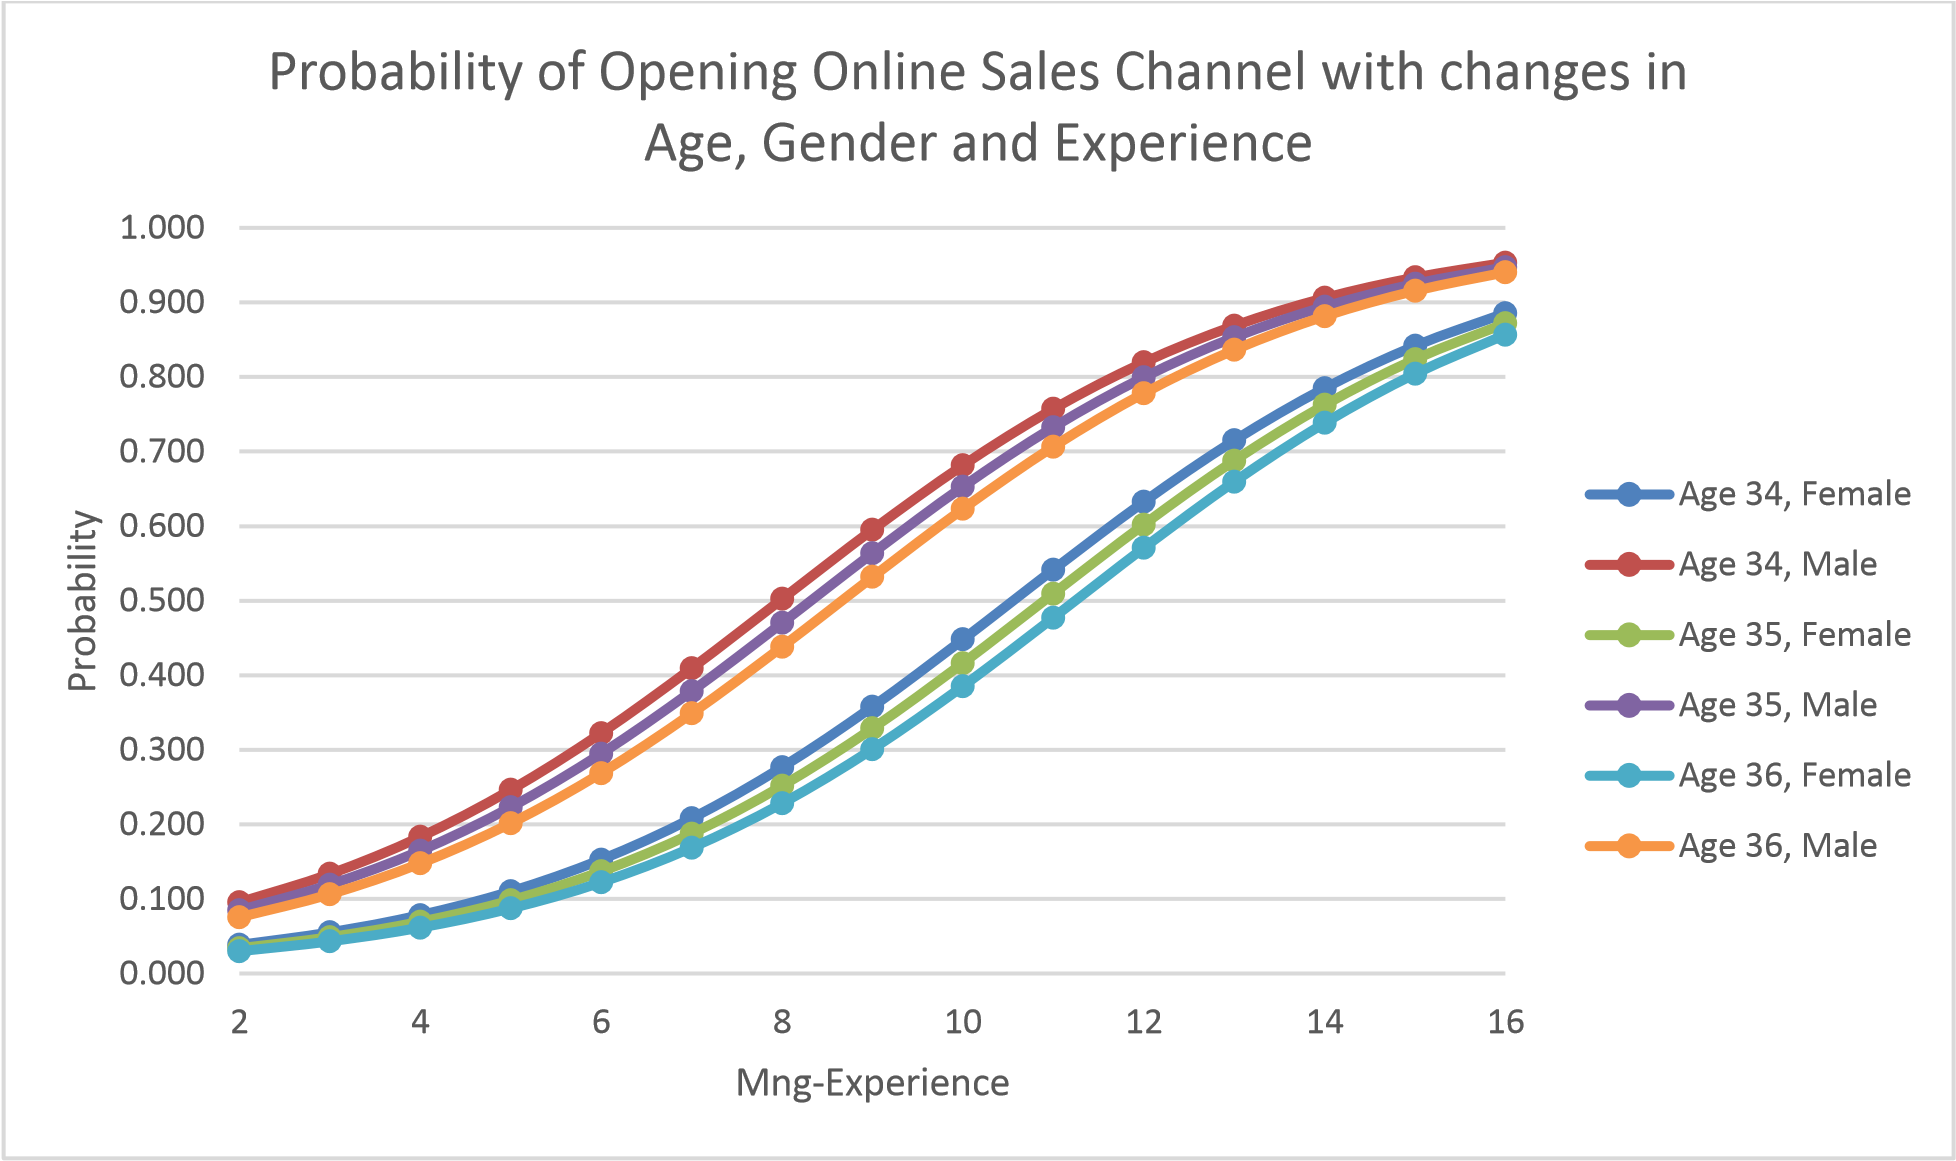 Probability of Opening Online Sales Channel with changes in
Age, Gender and Experience
1.000
0.900
0.800
0.700
0.600
0.500
0.400
0.300
0.200
0.100
0.000
Probability
2 4 6 8 10 12 14 16
Mng-Experience
Age 34, Female
Age 34, Male
Age 35, Female
Age 35, Male
Age 36, Female
Age 36, Male